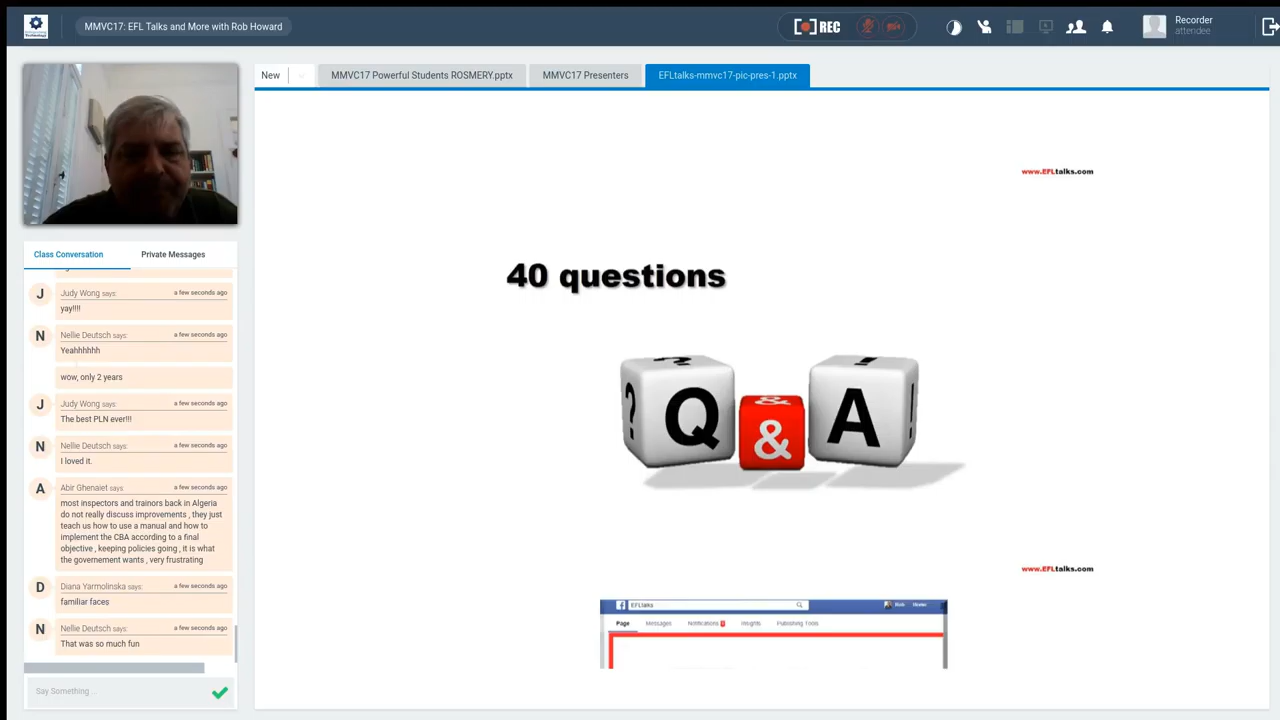 MMVC17: EFL Talks and More with Rob Howard
REC
Recorder
attendee
New
MMVC17 Powerful Students ROSMERY.pptx
MMVC17 Presenters
EFLtalks-mmvc17-pic-pres-1.pptx
Class Conversation
Private Messages
J
Judy Wong says:
a few seconds ago
yay!!!!
N
Nellie Deutsch says:
a few seconds ago
Yeahhhhhh
wow, only 2 years
J
Judy Wong says:
a few seconds ago
The best PLN ever!!!
N
Nellie Deutsch says:
a few seconds ago
I loved it.
A
Abir Ghenaiet says:
a few seconds ago
most inspectors and trainors back in Algeria
do not really discuss improvements , they just
teach us how to use a manual and how to
implement the CBA according to a final
objective , keeping policies going , it is what
the governement wants , very frustrating
D
Diana Yarmolinska says:
a few seconds ago
familiar faces
N
Nellie Deutsch says:
a few seconds ago
That was so much fun
Say Something ...
www.EFLtalks.com
40 questions
? Q & A !
www.EFLtalks.com
EFLtalks
Rob
Home
Page
Messages
Notifications
Insights
Publishing Tools